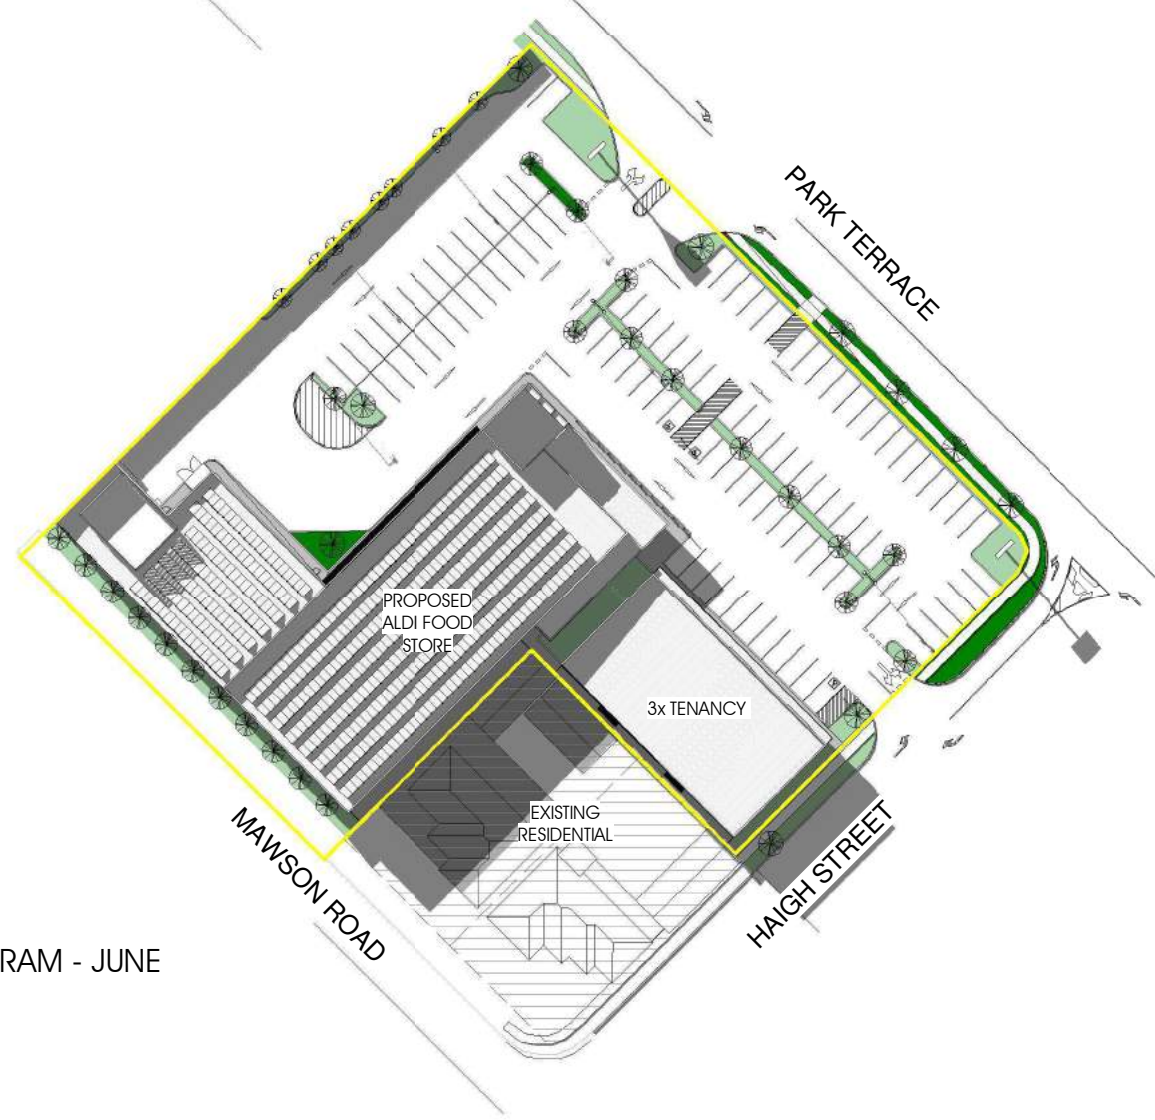 PARK TERRACE
PROPOSED
ALDI FOOD
STORE
3x TENANCY
EXISTING
RESIDENTIAL
MAWSON ROAD
HAIGH STREET
RAM - JUNE